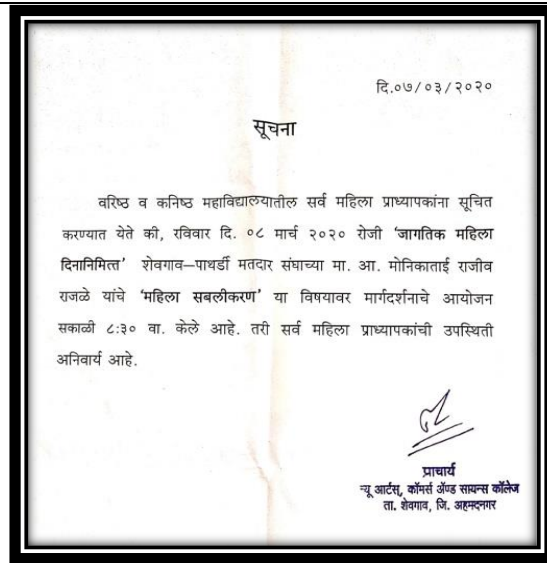 दि.०७/०३/२०२०
सूचना
वरिष्ठ व कनिष्ठ महाविद्यालयातील सर्व महिला प्राध्यापकांना सूचित
करण्यात येते की, रविवार दि. ०८ मार्च २०२० रोजी 'जागतिक महिला
दिनानिमित्त' शेवगाव–पाथर्डी मतदार संघाच्या मा. आ. मोनिकाताई राजीव
राजळे यांचे 'महिला सबलीकरण' या विषयावर मार्गदर्शनाचे आयोजन
सकाळी ८:३० वा. केले आहे. तरी सर्व महिला प्राध्यापकांची उपस्थिती
अनिवार्य आहे.
प्राचार्य
न्यू आर्टस्, कॉमर्स ॲण्ड सायन्स कॉलेज
ता. शेवगाव, जि. अहमदनगर